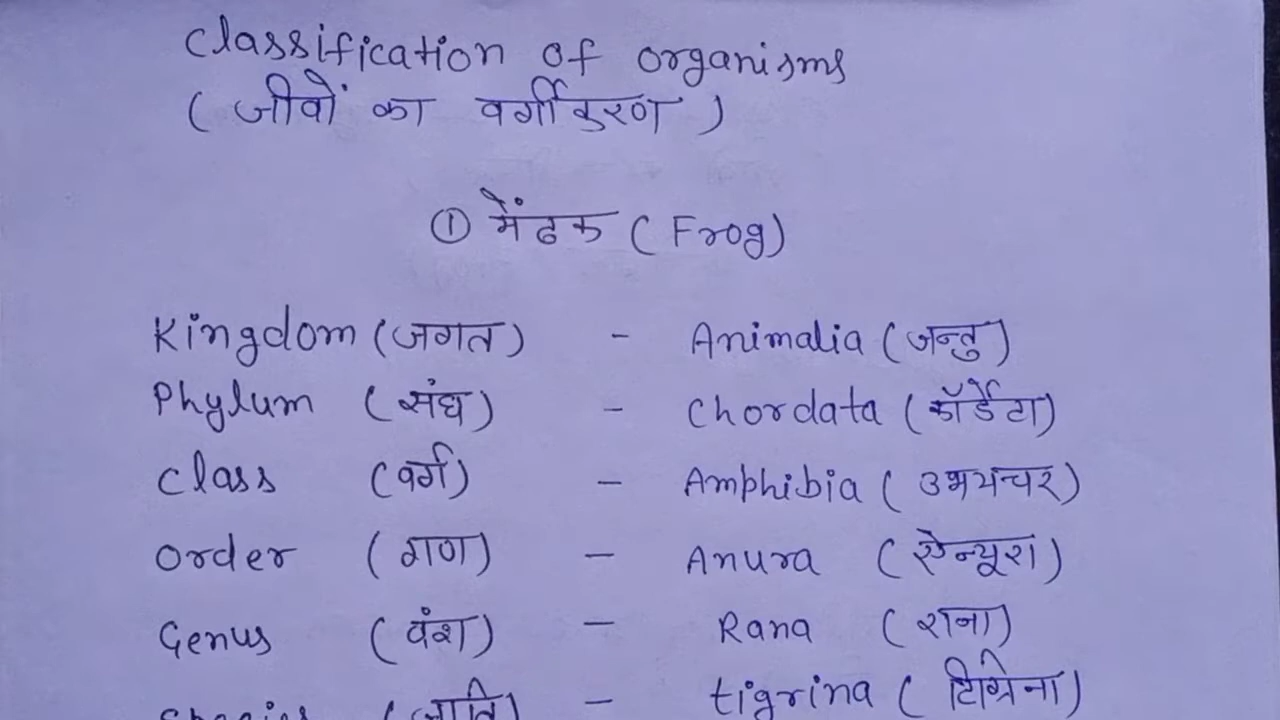 Classification of organisms
( जीवों का वर्गीकरण )
① मेंढक ( Frog)
Kingdom (जगत) - Animalia (जन्तु)
Phylum (संघ) - Chordata (कॉर्डेटा)
Class (वर्ग) - Amphibia ( उभयचर)
Order (गण) - Anura (ऐन्यूरा)
Genus (वंश) - Rana (राना)
Species (जाति) - tigrina ( टिग्रिना)